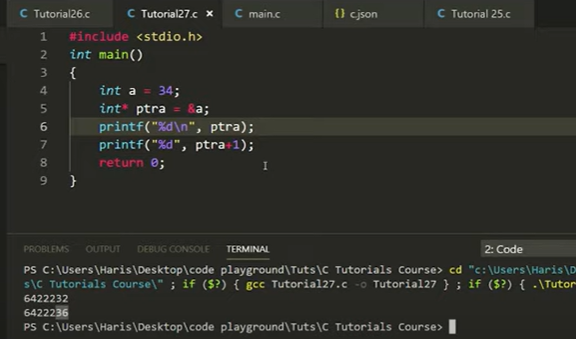 Tutorial26.c
Tutorial27.c
main.c
{} c.json
Tutorial 25.c
1 #include <stdio.h>
2 int main()
3 {
4 int a = 34;
5 int* ptra = &a;
6 printf("%d\n", ptra);
7 printf("%d", ptra+1);
8 return 0;
9 }
PROBLEMS OUTPUT DEBUG CONSOLE TERMINAL 2: Code
PS C:\Users\Haris\Desktop\code playground\Tuts\C Tutorials Course> cd "c:\Users\Haris\D
s\C Tutorials Course\" ; if ($?) { gcc Tutorial27.c -o Tutorial27 } ; if ($?) { .\Tutor
6422232
6422236
PS C:\Users\Haris\Desktop\code playground\Tuts\C Tutorials Course>